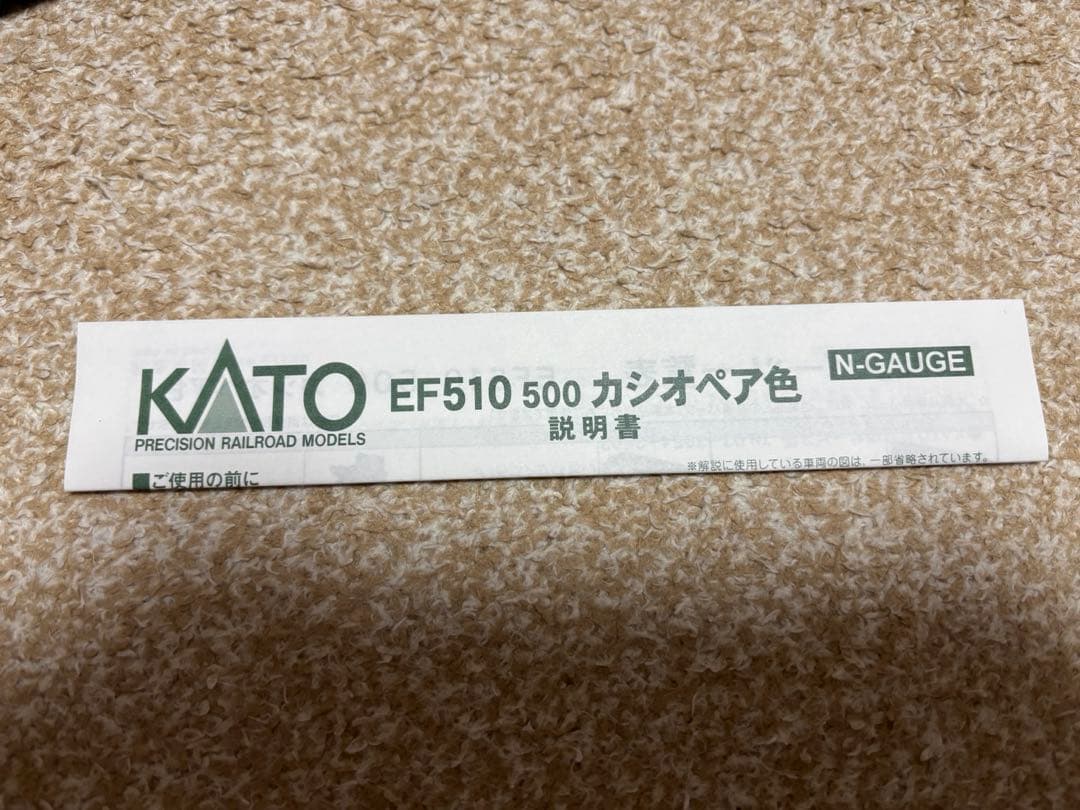 KATO EF510 500 カシオペア色 N-GAUGE
PRECISION RAILROAD MODELS 説明書
※解説に使用している車両の図は、一部省略されています。
■ご使用の前に